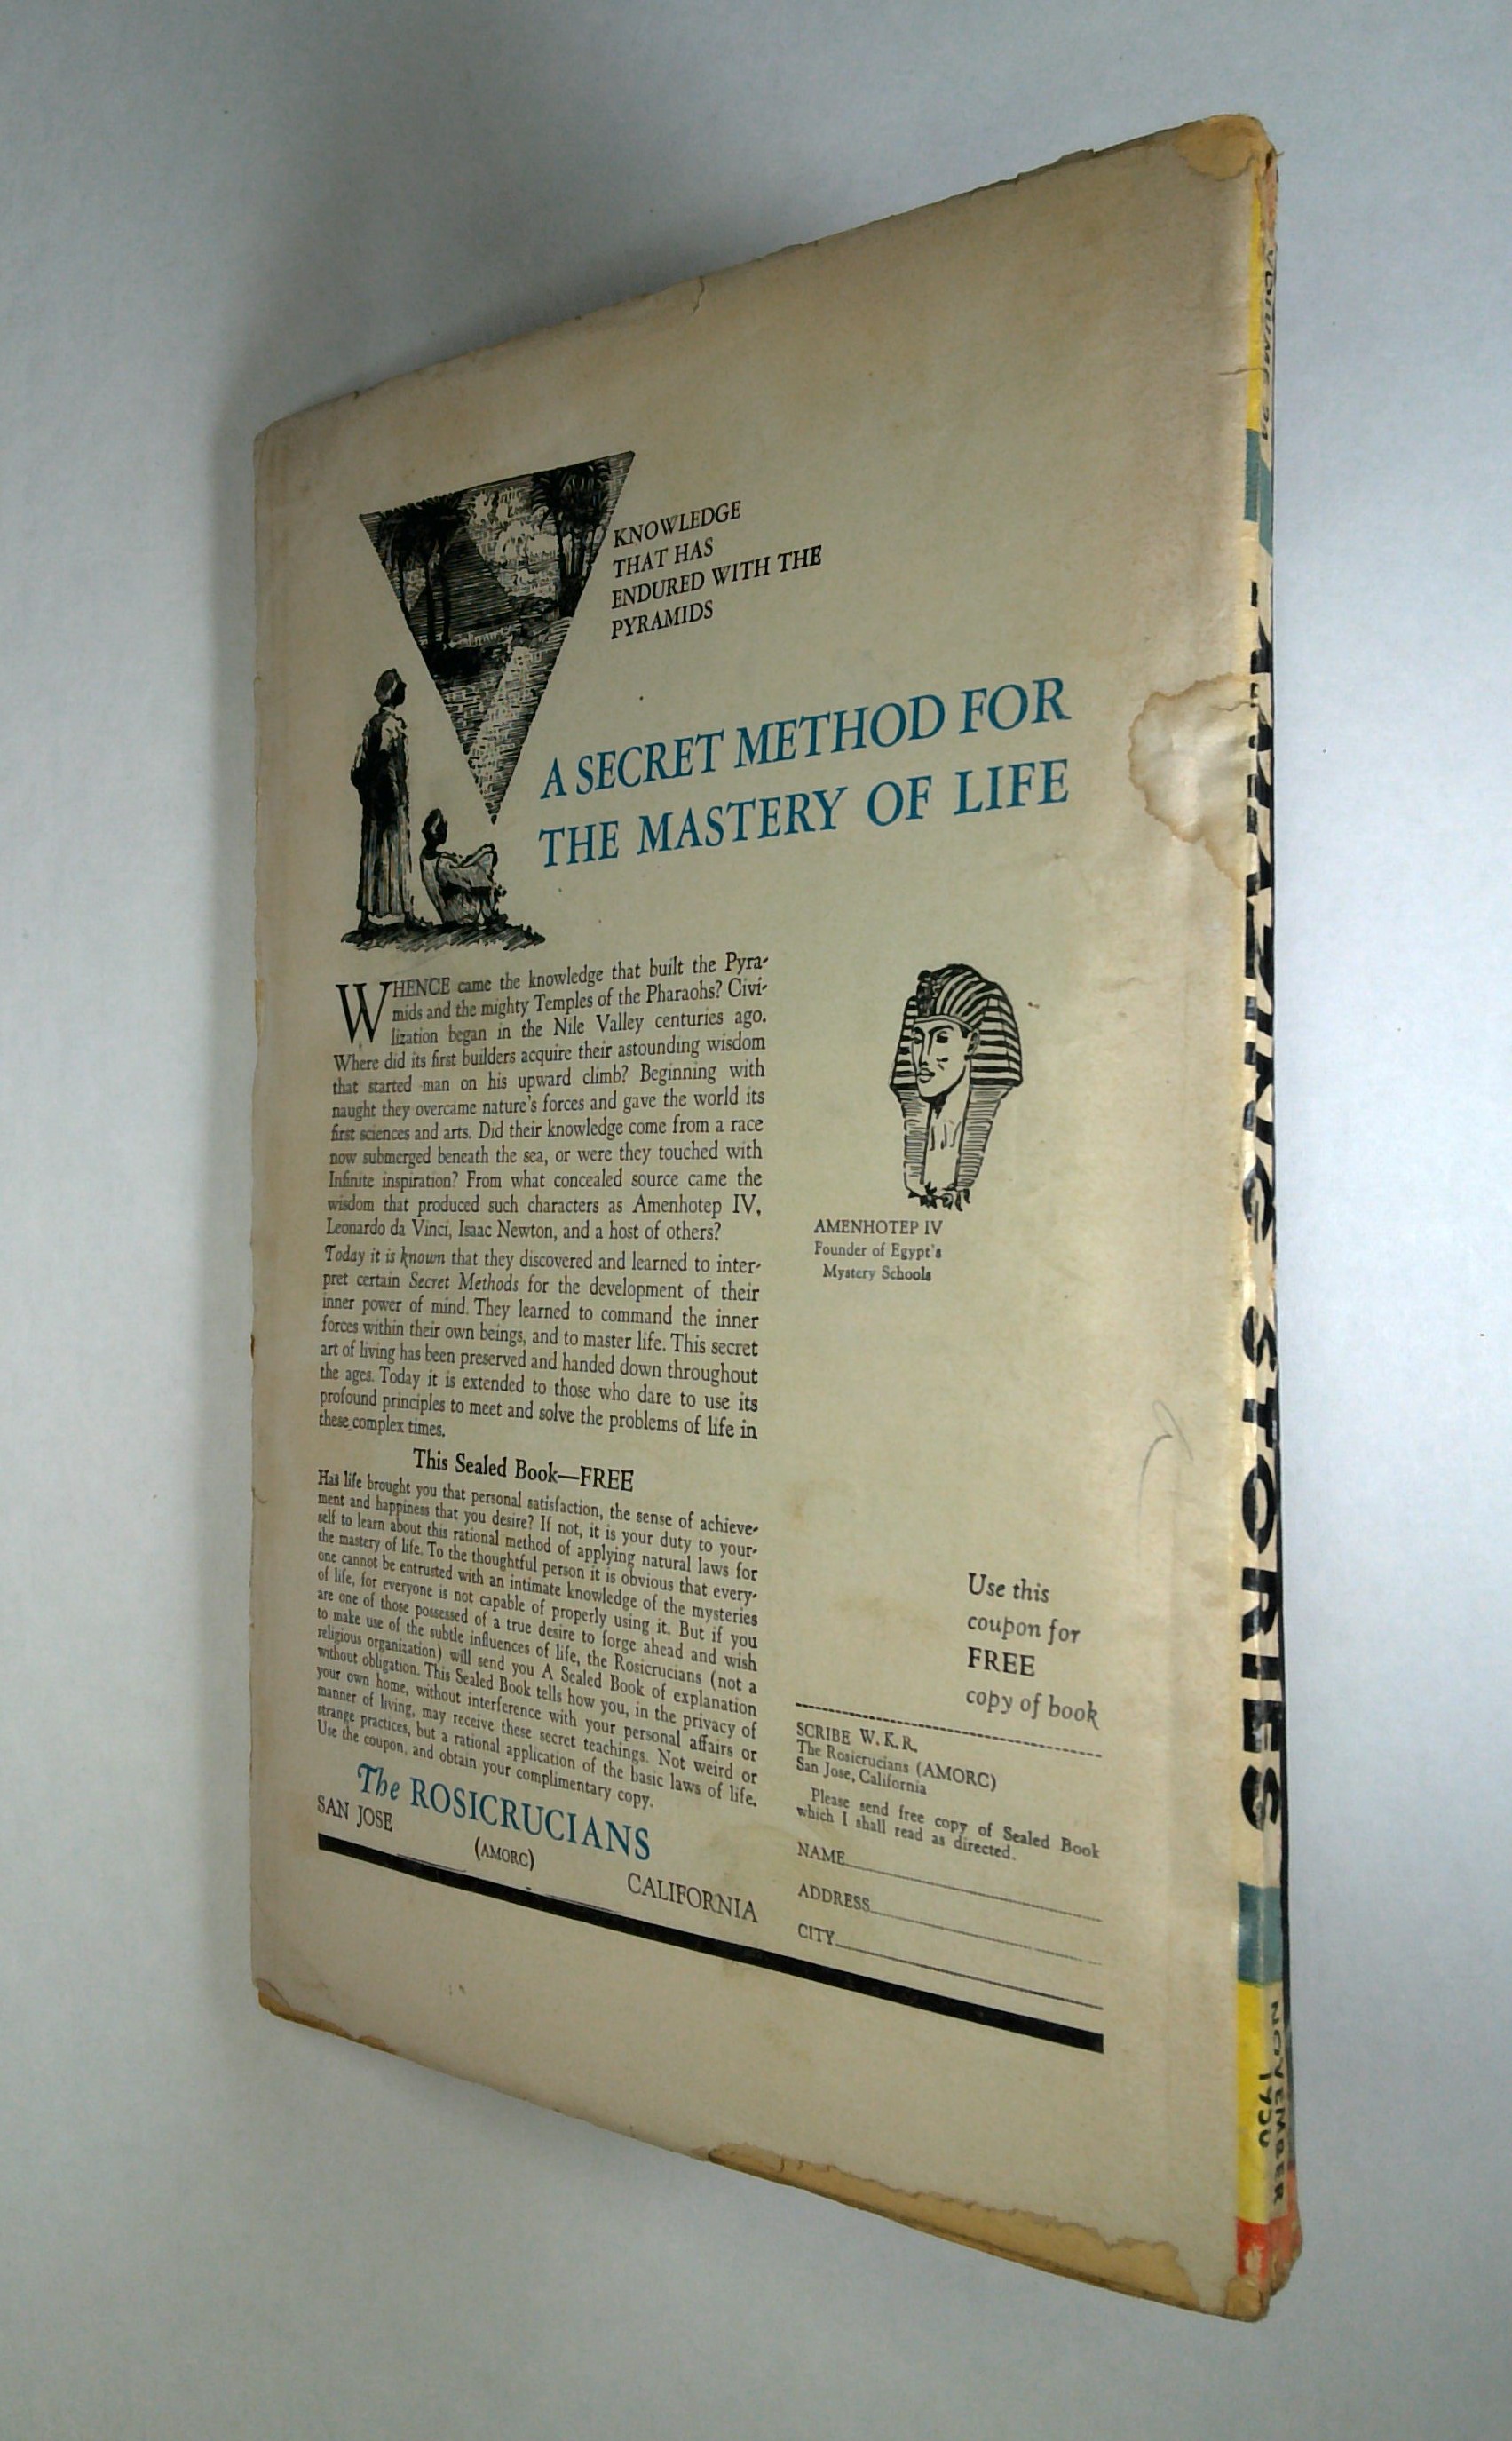 KNOWLEDGE
THAT HAS
ENDURED WITH THE
PYRAMIDS
A SECRET METHOD FOR
THE MASTERY OF LIFE
WHENCE came the knowledge that built the Pyra-
mids and the mighty Temples of the Pharaohs? Civi-
lization began in the Nile Valley centuries ago.
Where did its first builders acquire their astounding wisdom
that started man on his upward climb? Beginning with
naught they overcame nature's forces and gave the world its
first sciences and arts. Did their knowledge come from a race
now submerged beneath the sea, or were they touched with
Infinite inspiration? From what concealed source came the
wisdom that produced such characters as Amenhotep IV,
Leonardo da Vinci, Isaac Newton, and a host of others?
Today it is known that they discovered and learned to inter-
pret certain Secret Methods for the development of their
inner power of mind. They learned to command the inner
forces within their own beings, and to master life. This secret
art of living has been preserved and handed down throughout
the ages. Today it is extended to those who dare to use its
profound principles to meet and solve the problems of life in
these complex times.
This Sealed Book—FREE
Has life brought you that personal satisfaction, the sense of achieve-
ment and happiness that you desire? If not, it is your duty to your-
self to learn about this rational method of applying natural laws for
the mastery of life. To the thoughtful person it is obvious that every-
one cannot be entrusted with an intimate knowledge of the mysteries
of life, for everyone is not capable of properly using it. But if you
are one of those possessed of a true desire to forge ahead and wish
to make use of the subtle influences of life, the Rosicrucians (not a
religious organization) will send you A Sealed Book of explanation
without obligation. This Sealed Book tells how you, in the privacy of
your own home, without interference with your personal affairs or
manner of living, may receive these secret teachings. Not weird or
strange practices, but a rational application of the basic laws of life.
Use the coupon, and obtain your complimentary copy.
The ROSICRUCIANS
SAN JOSE
(AMORC)
CALIFORNIA
AMENHOTEP IV
Founder of Egypt's
Mystery Schools
Use this
coupon for
FREE
copy of book
SCRIBE W. K. R.
The Rosicrucians (AMORC)
San Jose, California
Please send free copy of Sealed Book
which I shall read as directed.
NAME
ADDRESS
CITY
VOLUME 24
AMAZING STORIES
NOVEMBER
1950